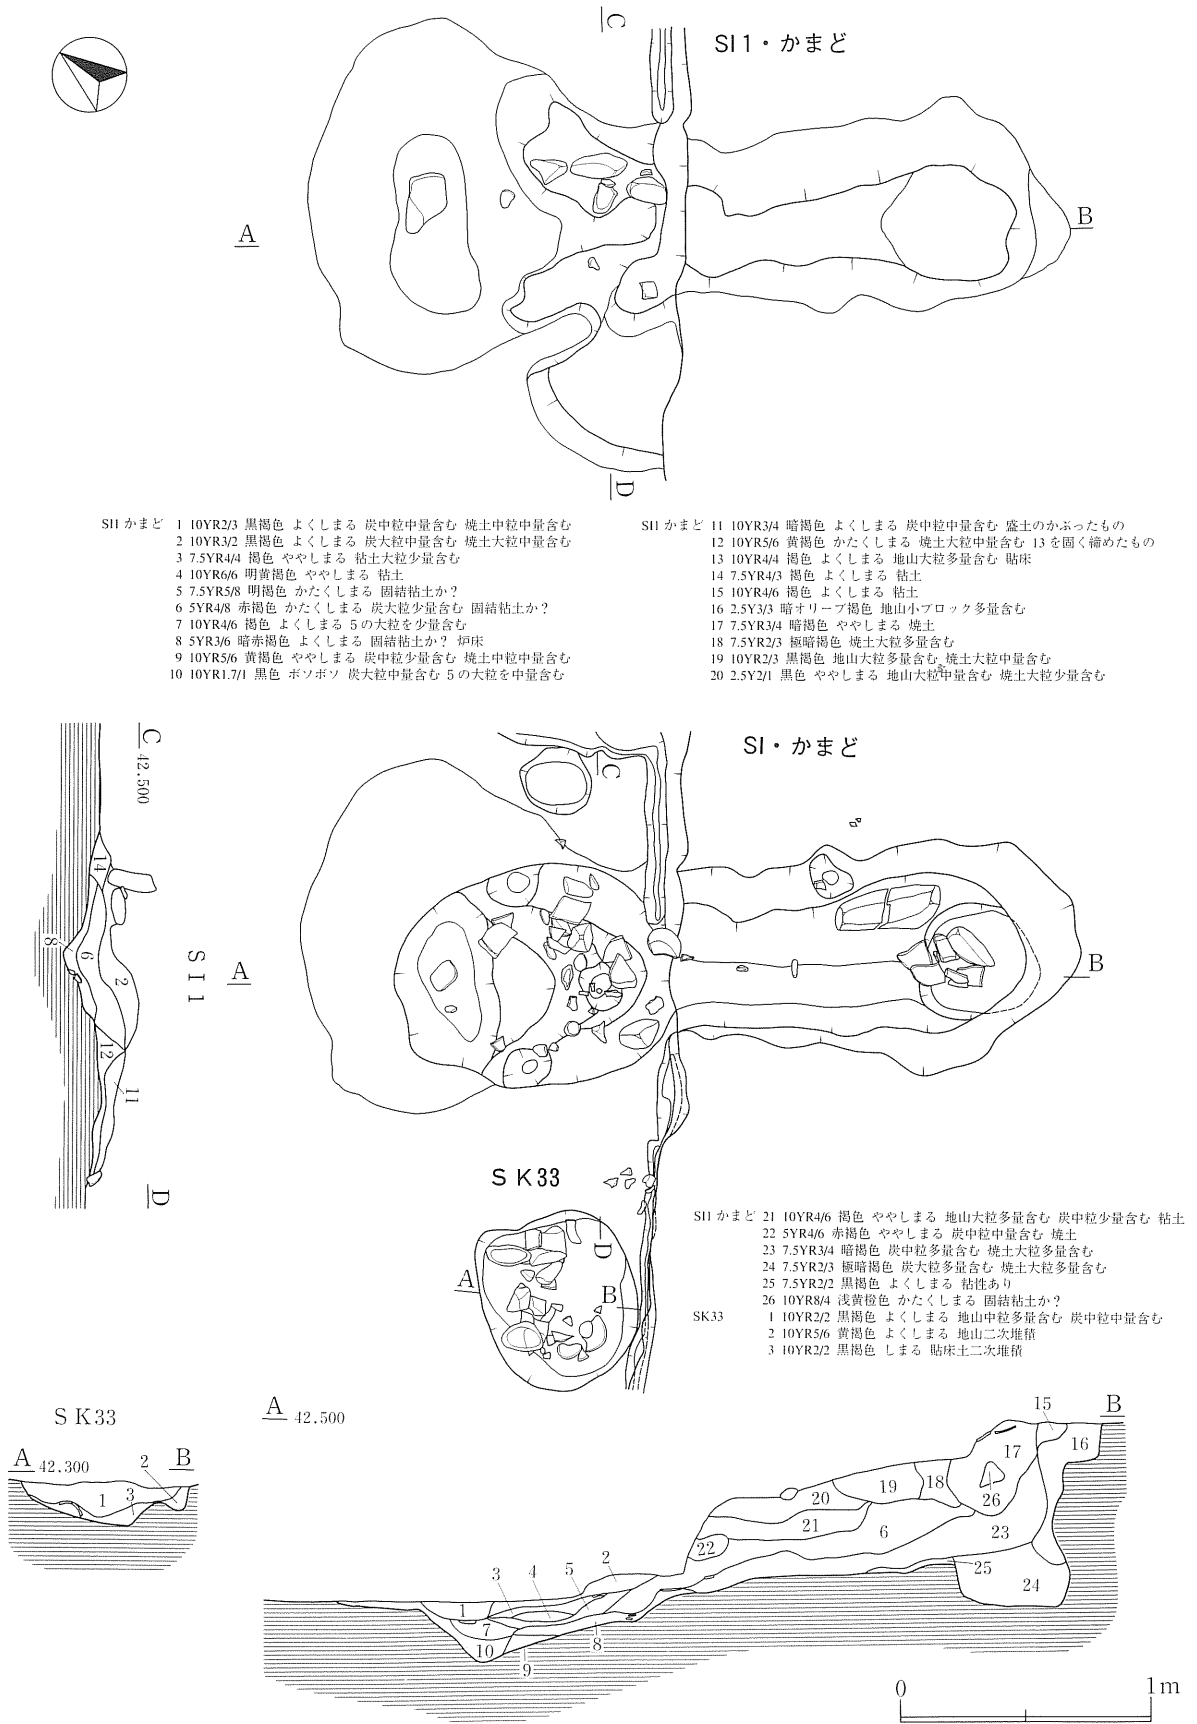 SI1・かまど
C
A
B
D
SI1 かまど 1 10YR2/3 黒褐色 よくしまる 炭中粒中量含む 焼土中粒中量含む
2 10YR3/2 黒褐色 よくしまる 炭大粒中量含む 焼土大粒中量含む
3 7.5YR4/4 褐色 ややしまる 粘土大粒少量含む
4 10YR6/6 明黄褐色 ややしまる 粘土
5 7.5YR5/8 明褐色 かたくしまる 固結粘土か？
6 5YR4/8 赤褐色 かたくしまる 炭大粒少量含む 固結粘土か？
7 10YR4/6 褐色 よくしまる 5の大粒を少量含む
8 5YR3/6 暗赤褐色 よくしまる 固結粘土か？ 炉床
9 10YR5/6 黄褐色 ややしまる 炭中粒少量含む 焼土中粒中量含む
10 10YR1.7/1 黒色 ボソボソ 炭大粒中量含む 5の大粒を中量含む
SI1 かまど 11 10YR3/4 暗褐色 よくしまる 炭中粒中量含む 盛土のかぶったもの
12 10YR5/6 黄褐色 かたくしまる 焼土大粒中量含む 13を固く締めたもの
13 10YR4/4 褐色 よくしまる 地山大粒多量含む 貼床
14 7.5YR4/3 褐色 よくしまる 粘土
15 10YR4/6 褐色 よくしまる 粘土
16 2.5Y3/3 暗オリーブ褐色 地山小ブロック多量含む
17 7.5YR3/4 暗褐色 ややしまる 焼土
18 7.5YR2/3 極暗褐色 焼土大粒多量含む
19 10YR2/3 黒褐色 地山大粒多量含む 焼土大粒中量含む
20 2.5Y2/1 黒色 ややしまる 地山大粒中量含む 焼土大粒少量含む
C 42.500
14
8
6
2
12
11
D
SI1
SI・かまど
C
A
B
D
SK33
A
B
SI1 かまど 21 10YR4/6 褐色 ややしまる 地山大粒多量含む 炭中粒少量含む 粘土
22 5YR4/6 赤褐色 ややしまる 炭中粒中量含む 焼土
23 7.5YR3/4 暗褐色 炭中粒多量含む 焼土大粒多量含む
24 7.5YR2/3 極暗褐色 炭大粒多量含む 焼土大粒多量含む
25 7.5YR2/2 黒褐色 よくしまる 粘性あり
26 10YR8/4 浅黄橙色 かたくしまる 固結粘土か？
SK33 1 10YR2/2 黒褐色 よくしまる 地山中粒多量含む 炭中粒中量含む
2 10YR5/6 黄褐色 よくしまる 地山二次堆積
3 10YR2/2 黒褐色 しまる 貼床土二次堆積
SK33
A 42.300
2
B
1
3
A 42.500
B
15
16
17
18
19
20
26
21
6
22
23
25
24
2
5
4
3
1
7
10
9
8
0
1m